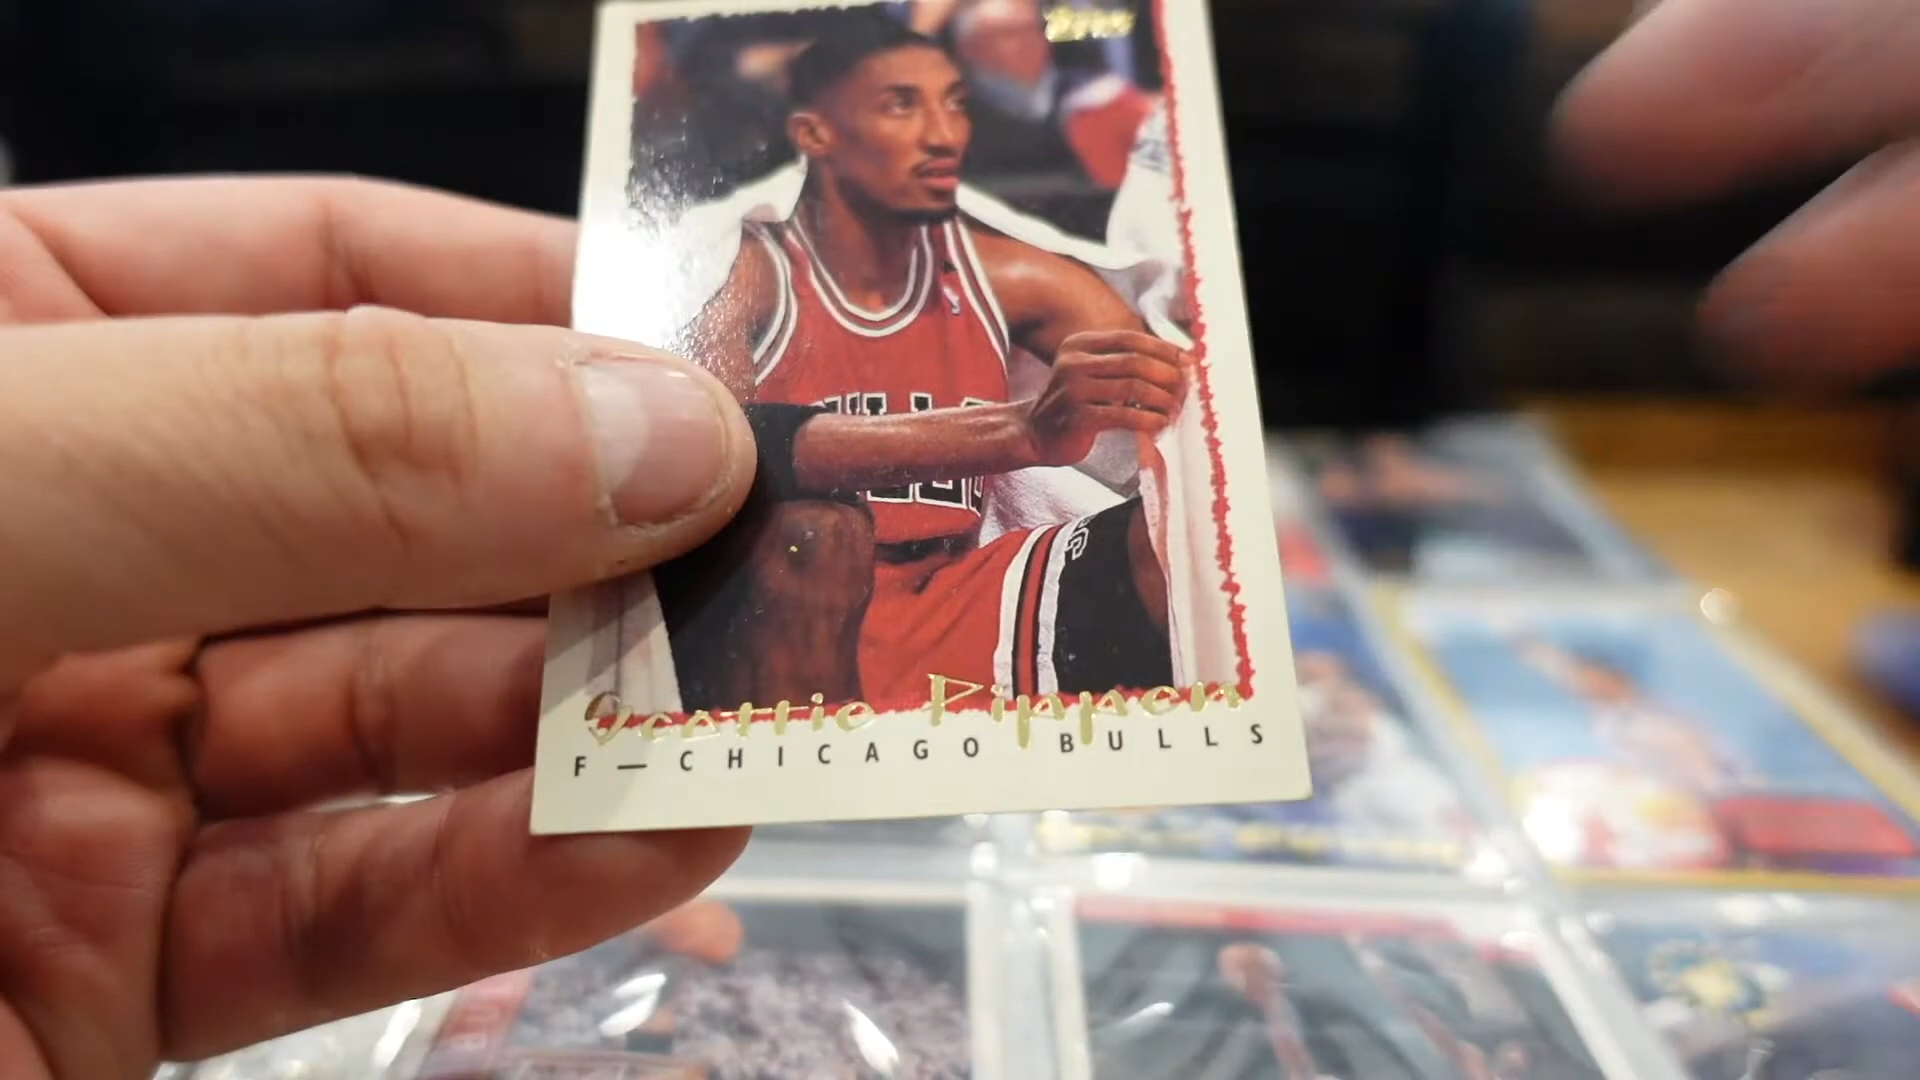 Topps
Scottie Pippen
F — CHICAGO BULLS